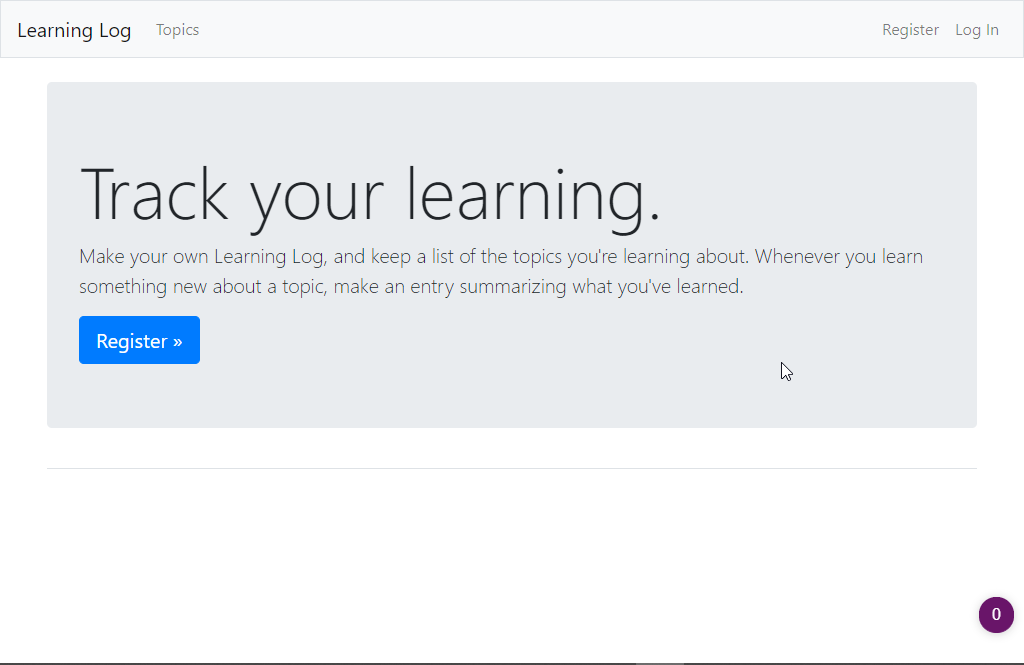 Learning Log Topics Register Log In
Track your learning.
Make your own Learning Log, and keep a list of the topics you're learning about. Whenever you learn
something new about a topic, make an entry summarizing what you've learned.
Register »
0